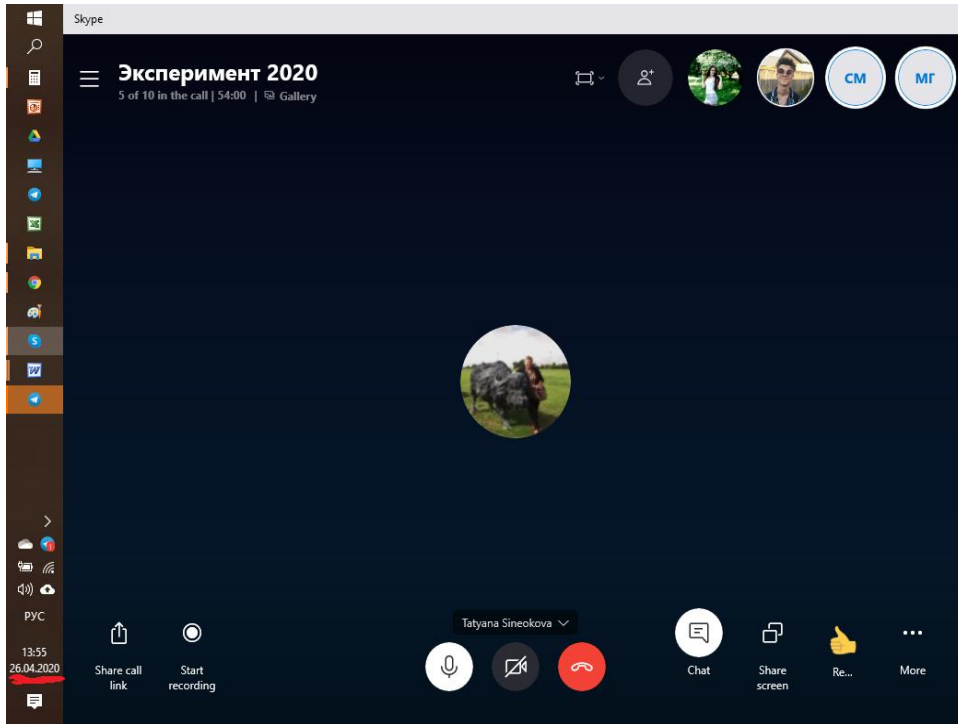 Skype
Эксперимент 2020
5 of 10 in the call | 54:00 | Gallery
СМ
МГ
Tatyana Sineokova
Share call
link
Start
recording
Chat
Share
screen
Re...
More
РУС
13:55
26.04.2020